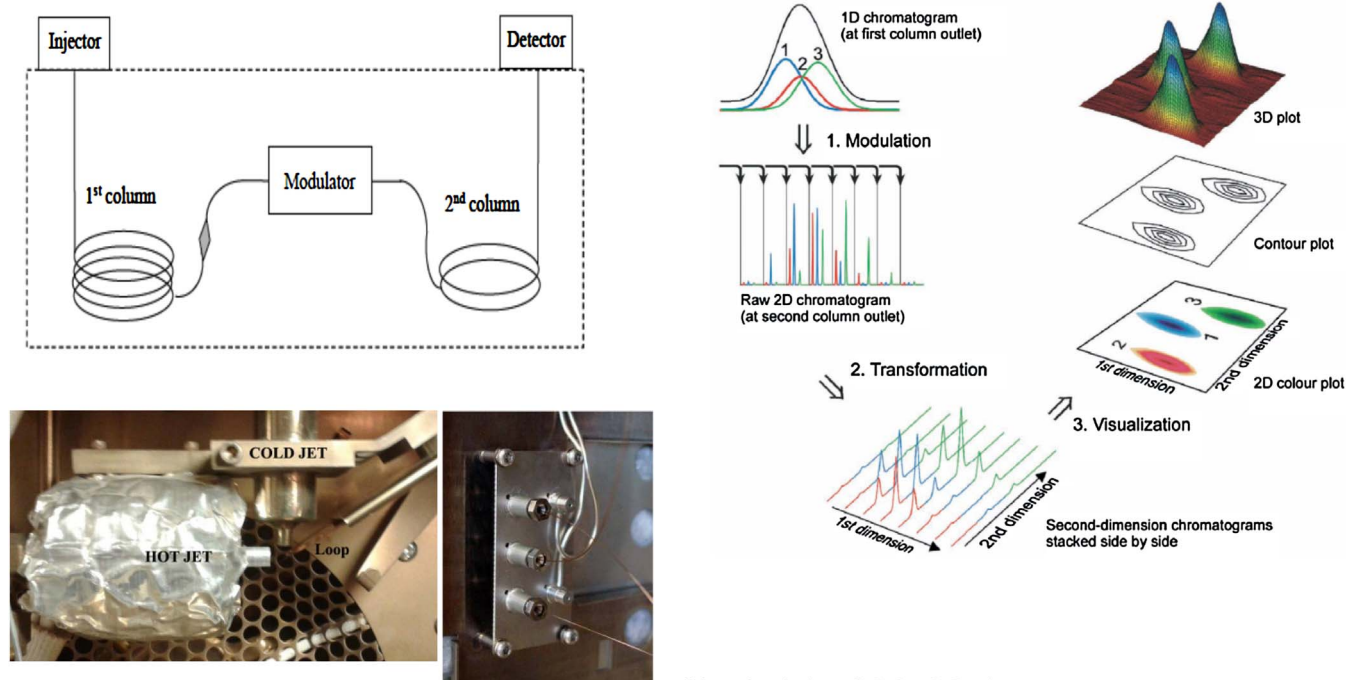 Injector
Detector
1st column
Modulator
2nd column
COLD JET
HOT JET
Loop
1D chromatogram
(at first column outlet)
1
2
3
1. Modulation
Raw 2D chromatogram
(at second column outlet)
2. Transformation
1st dimension
2nd dimension
Second-dimension chromatograms
stacked side by side
3. Visualization
3D plot
Contour plot
2
1
3
1st dimension
2nd dimension
2D colour plot